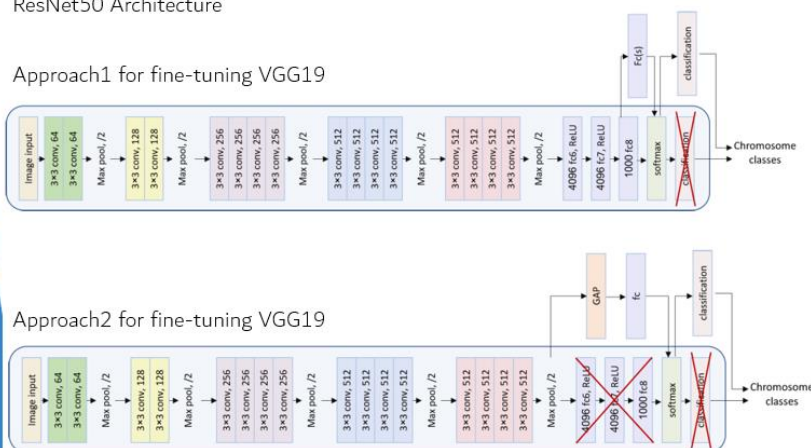 ResNet50 Architecture
Approach1 for fine-tuning VGG19
Fc(s)
classification
Image input
3×3 conv, 64
3×3 conv, 64
Max pool, /2
3×3 conv, 128
3×3 conv, 128
Max pool, /2
3×3 conv, 256
3×3 conv, 256
3×3 conv, 256
3×3 conv, 256
Max pool, /2
3×3 conv, 512
3×3 conv, 512
3×3 conv, 512
3×3 conv, 512
Max pool, /2
3×3 conv, 512
3×3 conv, 512
3×3 conv, 512
3×3 conv, 512
Max pool, /2
4096 fc6, ReLU
4096 fc7, ReLU
1000 fc8
softmax
classification
Chromosome
classes
Approach2 for fine-tuning VGG19
GAP
fc
classification
Image input
3×3 conv, 64
3×3 conv, 64
Max pool, /2
3×3 conv, 128
3×3 conv, 128
Max pool, /2
3×3 conv, 256
3×3 conv, 256
3×3 conv, 256
3×3 conv, 256
Max pool, /2
3×3 conv, 512
3×3 conv, 512
3×3 conv, 512
3×3 conv, 512
Max pool, /2
3×3 conv, 512
3×3 conv, 512
3×3 conv, 512
3×3 conv, 512
Max pool, /2
4096 fc6, ReLU
4096 fc7, ReLU
1000 fc8
softmax
classification
Chromosome
classes